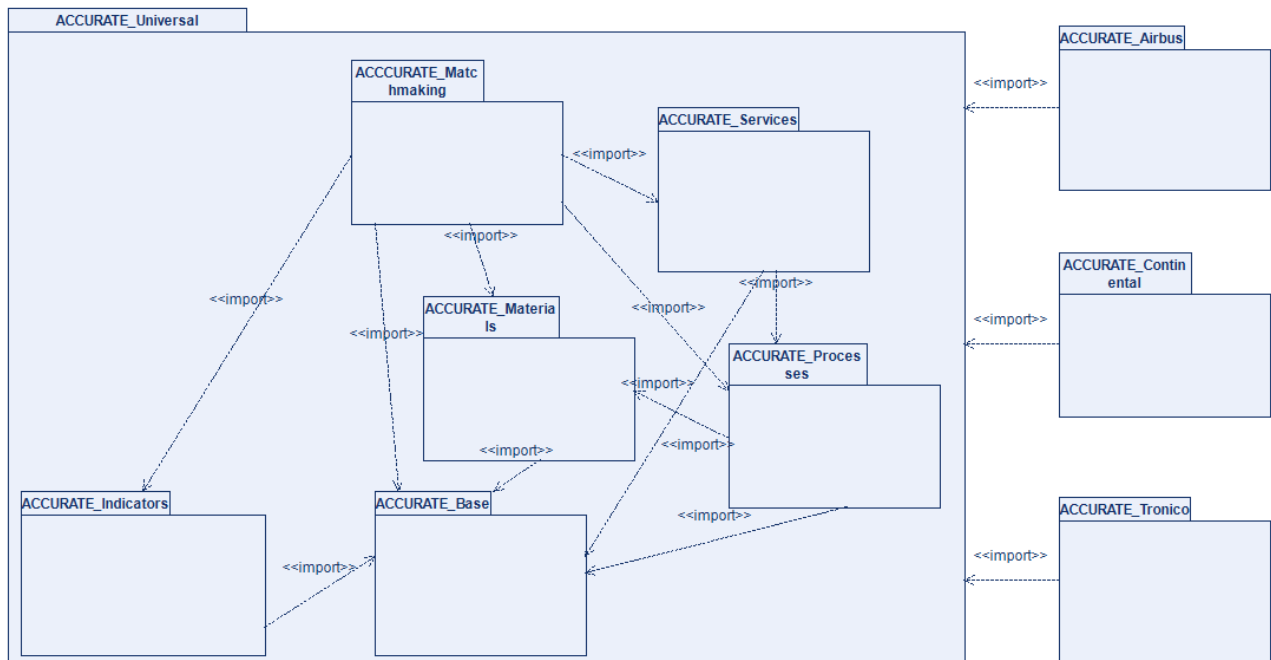 ACCURATE_Universal
ACCURATE_Airbus
<<import>>
ACCCURATE_Matc
hmaking
ACCURATE_Services
<<import>>
<<import>>
ACCURATE_Contin
ental
<<import>>
<<import>>
<<import>>
<<import>>
ACCURATE_Materia
ls
<<import>>
<<import>>
ACCURATE_Proces
ses
<<import>>
<<import>>
<<import>>
ACCURATE_Indicators
ACCURATE_Base
<<import>>
ACCURATE_Tronico
<<import>>
<<import>>